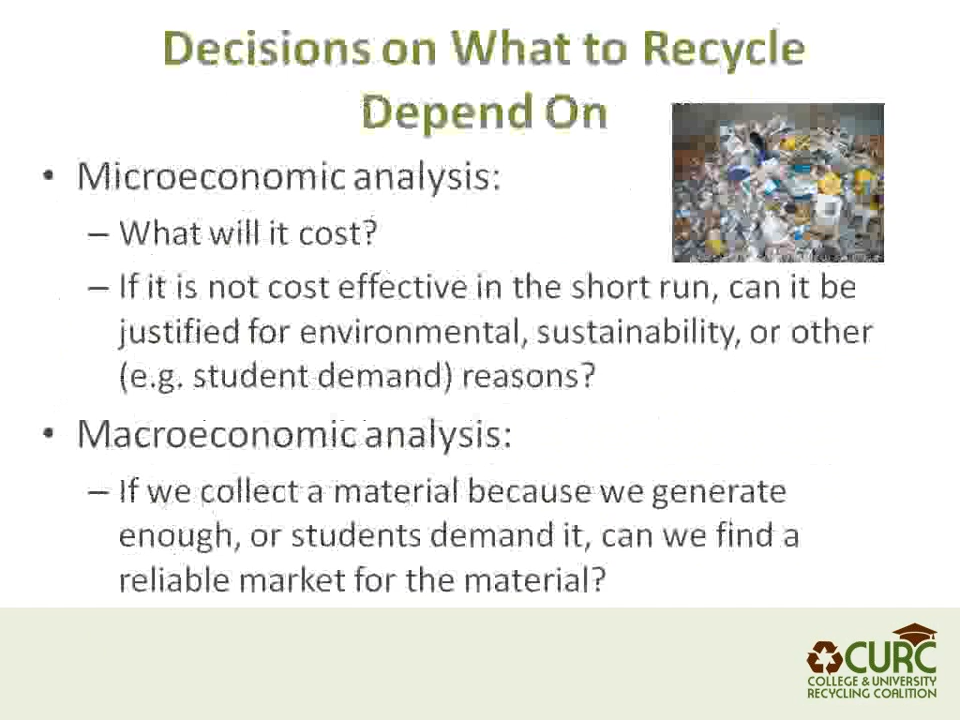 Decisions on What to Recycle
Depend On
• Microeconomic analysis:
– What will it cost?
– If it is not cost effective in the short run, can it be
justified for environmental, sustainability, or other
(e.g. student demand) reasons?
• Macroeconomic analysis:
– If we collect a material because we generate
enough, or students demand it, can we find a
reliable market for the material?
CURC
COLLEGE & UNIVERSITY
RECYCLING COALITION